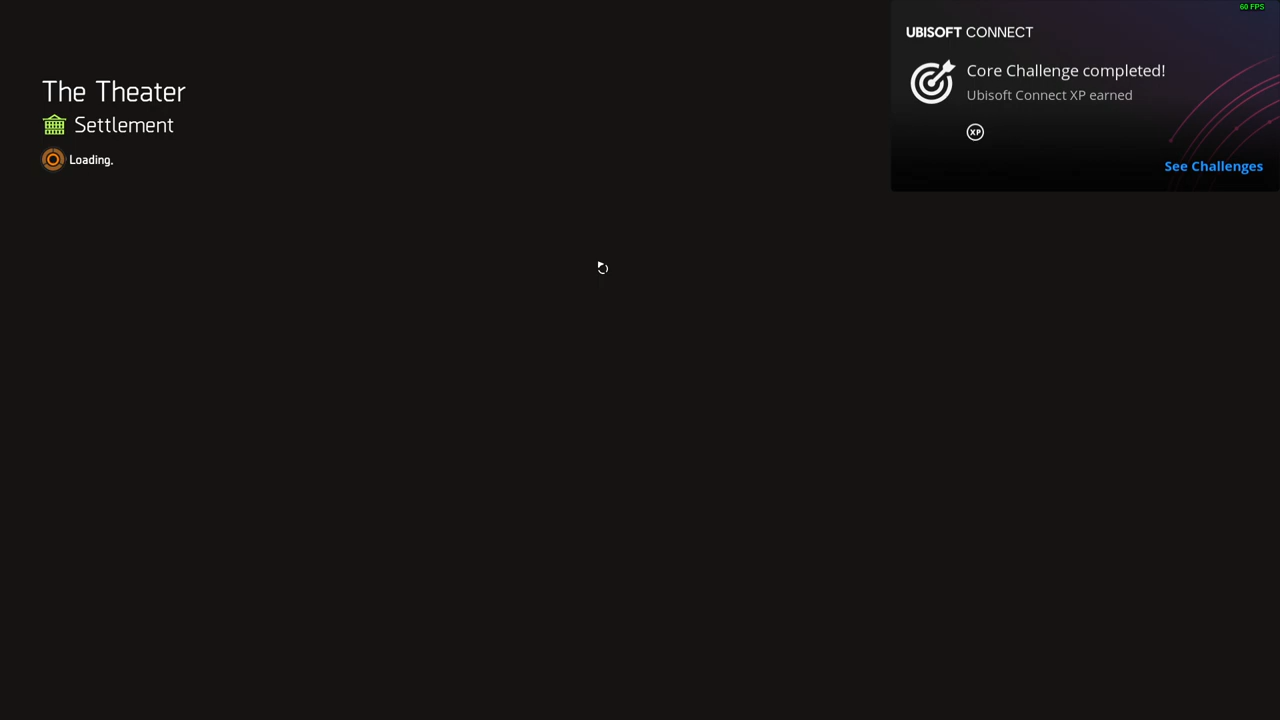 60 FPS
UBISOFT CONNECT
Core Challenge completed!
Ubisoft Connect XP earned
XP
See Challenges
The Theater
Settlement
Loading.